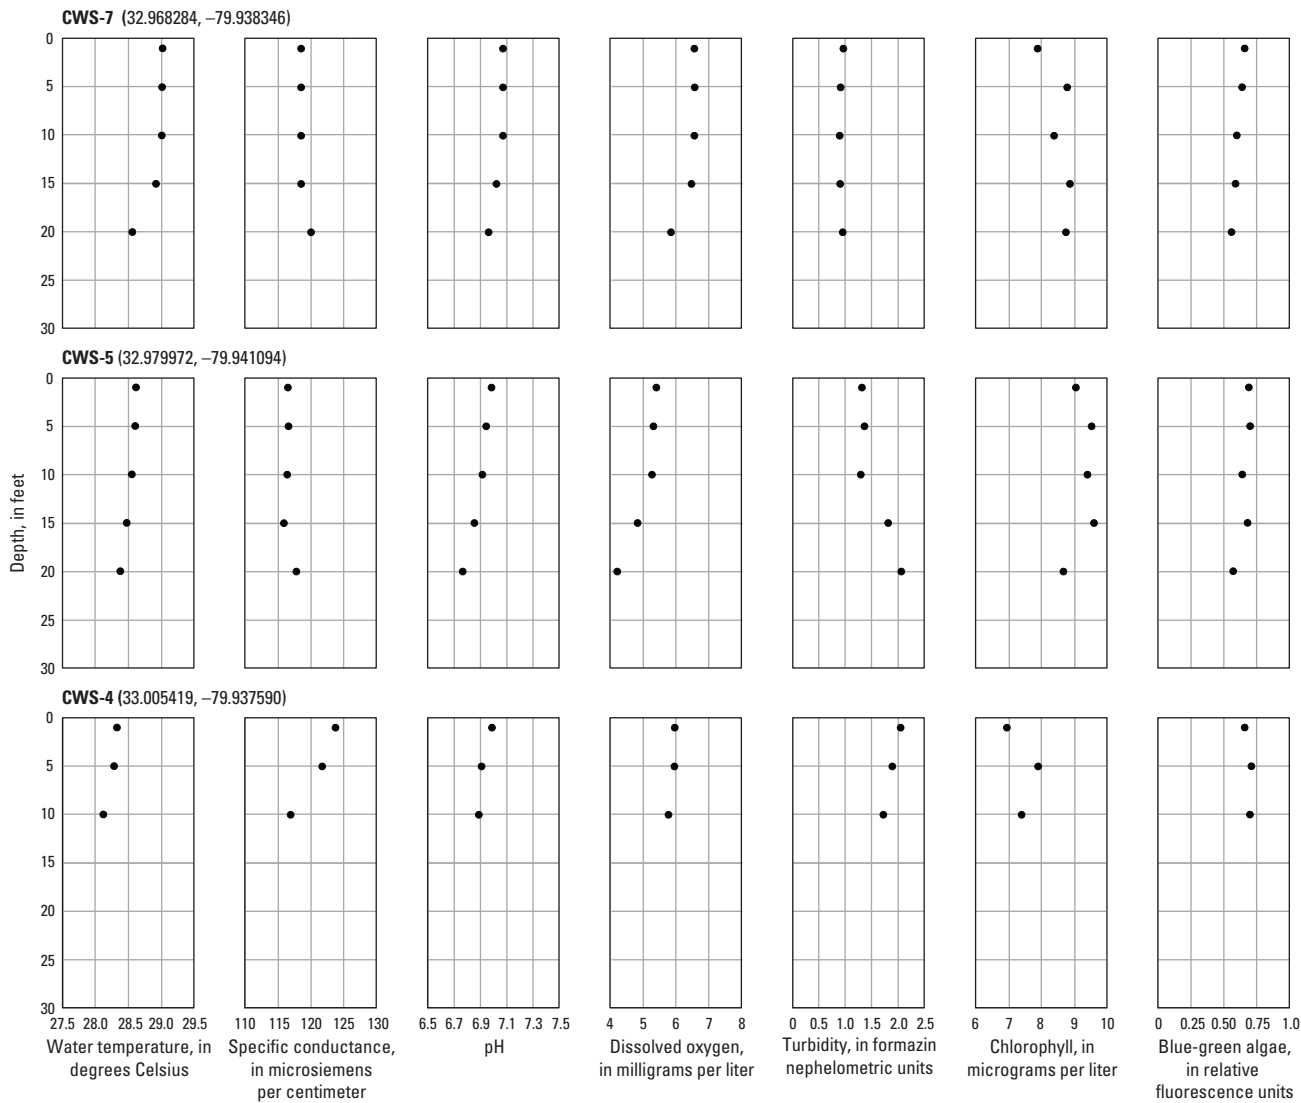 CWS-7 (32.968284, –79.938346)
0
5
10
15
20
25
30
CWS-5 (32.979972, –79.941094)
0
5
10
15
20
25
30
Depth, in feet
CWS-4 (33.005419, –79.937590)
0
5
10
15
20
25
30
27.5 28.0 28.5 29.0 29.5
110 115 120 125 130
6.5 6.7 6.9 7.1 7.3 7.5
4 5 6 7 8
0 0.5 1.0 1.5 2.0 2.5
6 7 8 9 10
0 0.25 0.50 0.75 1.0
Water temperature, in
degrees Celsius
Specific conductance,
in microsiemens
per centimeter
pH
Dissolved oxygen,
in milligrams per liter
Turbidity, in formazin
nephelometric units
Chlorophyll, in
micrograms per liter
Blue-green algae,
in relative
fluorescence units